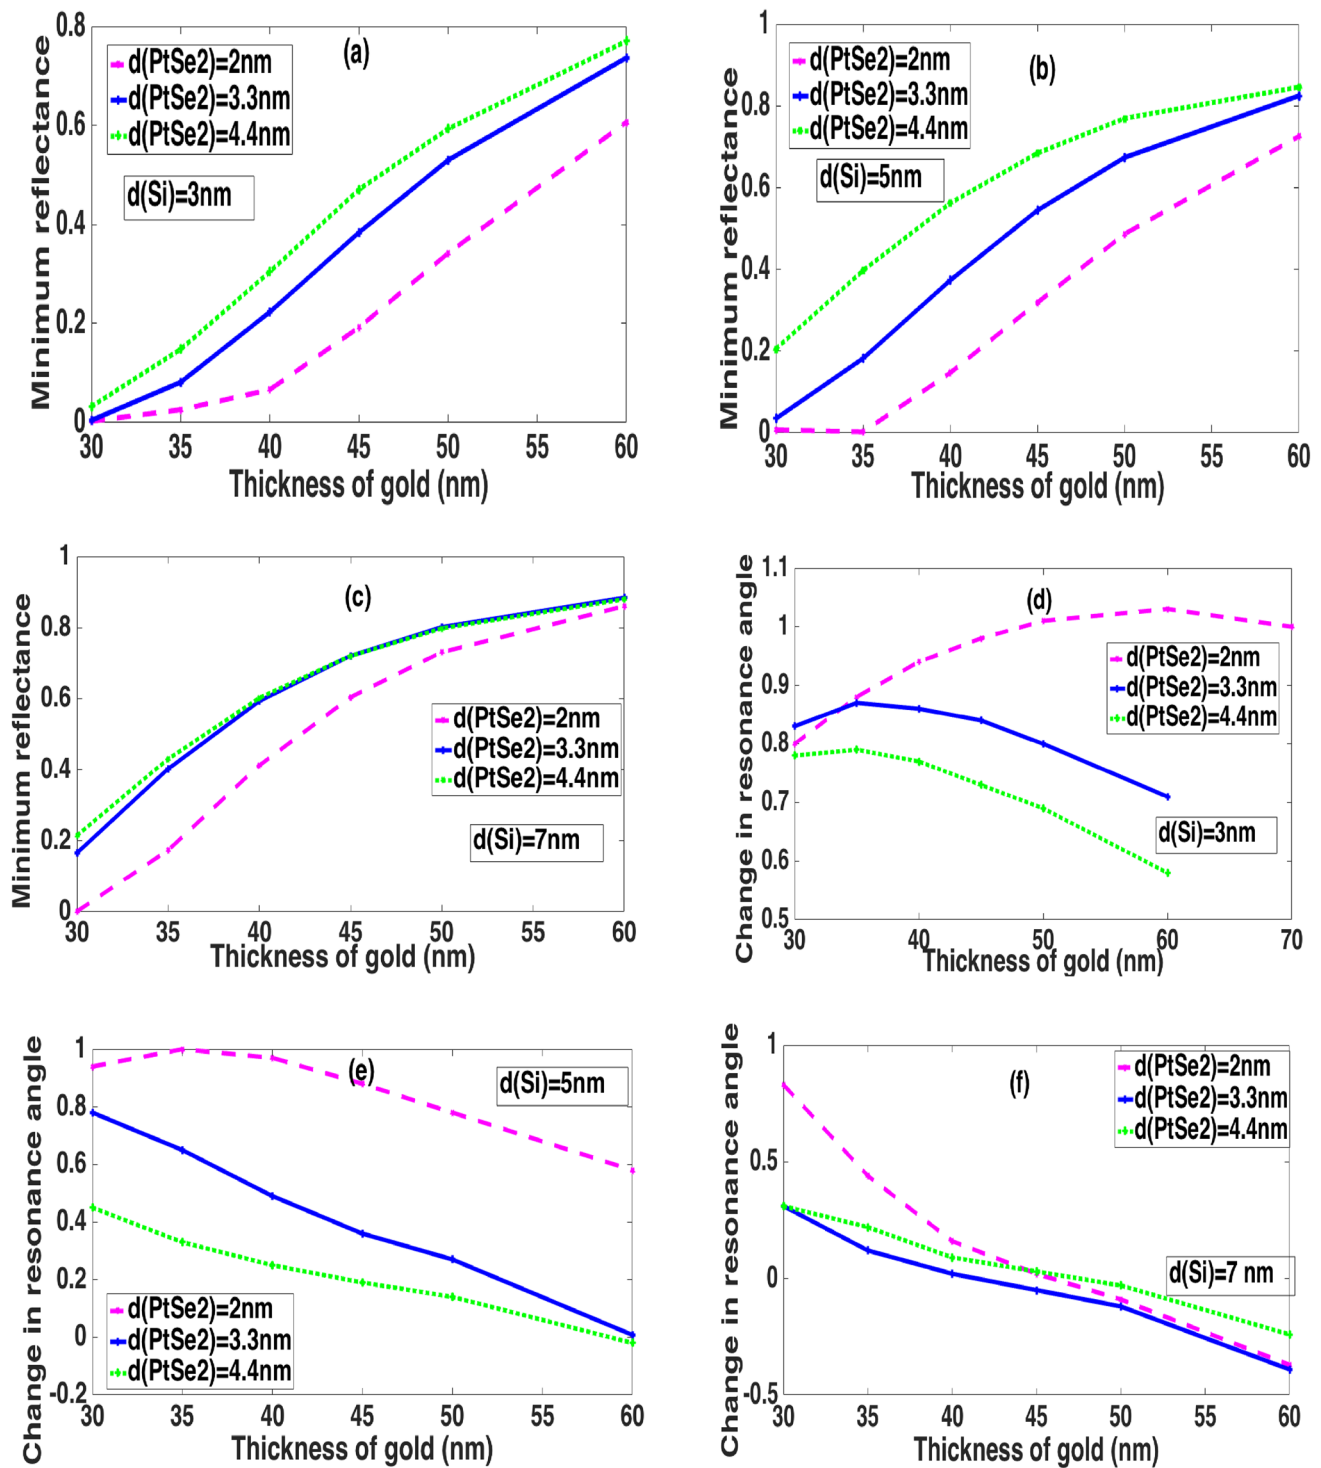 (a)
d(PtSe2)=2nm
d(PtSe2)=3.3nm
d(PtSe2)=4.4nm
d(Si)=3nm
Minimum reflectance
0.8
0.6
0.4
0.2
0
30 35 40 45 50 55 60
Thickness of gold (nm)
(b)
d(PtSe2)=2nm
d(PtSe2)=3.3nm
d(PtSe2)=4.4nm
d(Si)=5nm
Minimum reflectance
1
0.8
0.6
0.4
0.2
0
30 35 40 45 50 55 60
Thickness of gold (nm)
(c)
d(PtSe2)=2nm
d(PtSe2)=3.3nm
d(PtSe2)=4.4nm
d(Si)=7nm
Minimum reflectance
1
0.8
0.6
0.4
0.2
0
30 35 40 45 50 55 60
Thickness of gold (nm)
(d)
d(PtSe2)=2nm
d(PtSe2)=3.3nm
d(PtSe2)=4.4nm
d(Si)=3nm
Change in resonance angle
1.1
1
0.9
0.8
0.7
0.6
0.5
30 40 50 60 70
Thickness of gold (nm)
(e)
d(Si)=5nm
d(PtSe2)=2nm
d(PtSe2)=3.3nm
d(PtSe2)=4.4nm
Change in resonance angle
1
0.8
0.6
0.4
0.2
0
-0.2
30 35 40 45 50 55 60
Thickness of gold (nm)
(f)
d(PtSe2)=2nm
d(PtSe2)=3.3nm
d(PtSe2)=4.4nm
d(Si)=7 nm
Change in resonance angle
1
0.5
0
-0.5
30 35 40 45 50 55 60
Thickness of gold (nm)